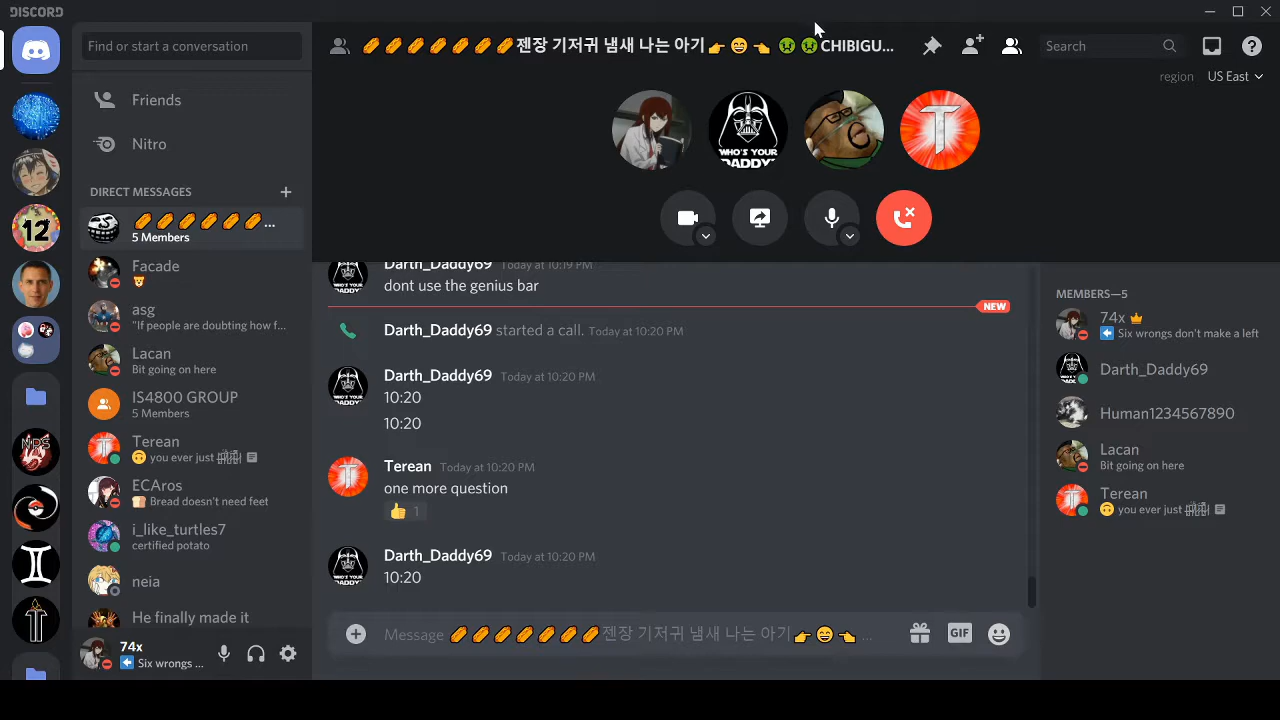 DISCORD
Find or start a conversation
Friends
Nitro
DIRECT MESSAGES
5 Members
Facade
asg
"If people are doubting how f...
Lacan
Bit going on here
IS4800 GROUP
5 Members
Terean
you ever just
ECAros
Bread doesn't need feet
i_like_turtles7
certified potato
neia
He finally made it
74x
Six wrongs ...
12
NPS
젠장 기저귀 냄새 나는 아기👉😄👈🤢🤢CHIBIGU...
Search
region US East
WHO'S YOUR
DADDY?
T
Darth_Daddy69 Today at 10:19 PM
dont use the genius bar
NEW
Darth_Daddy69 started a call. Today at 10:20 PM
Darth_Daddy69 Today at 10:20 PM
10:20
10:20
Terean Today at 10:20 PM
one more question
👍 1
Darth_Daddy69 Today at 10:20 PM
10:20
Message 젠장 기저귀 냄새 나는 아기👉😄👈 ...
GIF
MEMBERS—5
74x
Six wrongs don't make a left
Darth_Daddy69
Human1234567890
Lacan
Bit going on here
Terean
you ever just